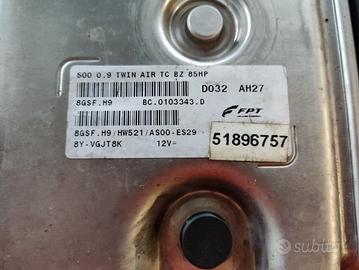 500 0.9 TWIN AIR TC BZ 85HP
D032 AH27
8GSF.H9 BC.0103343.D
FPT
8GSF.H9/HW521/AS00-ES29
51896757
8Y-VGJT8K 12V=
subito